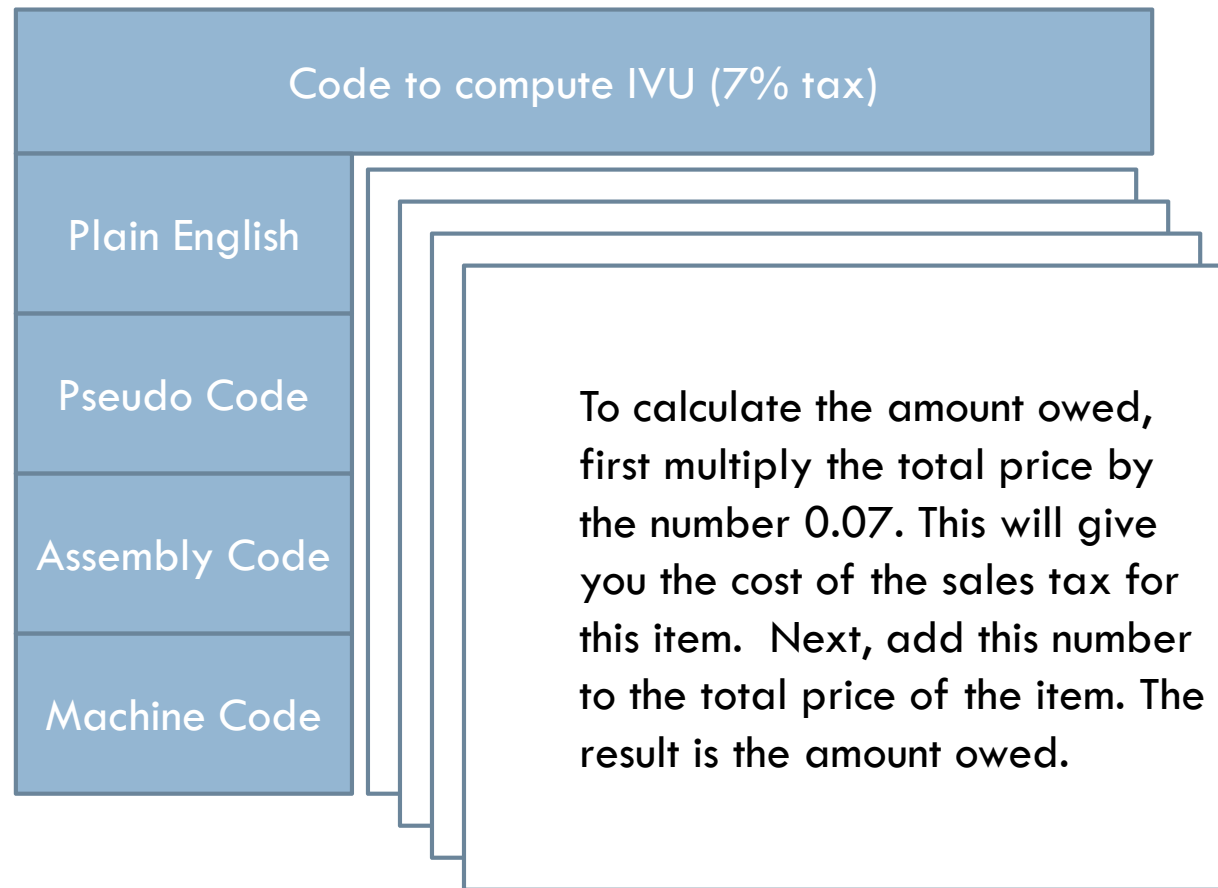 Code to compute IVU (7% tax)
Plain English
Pseudo Code
Assembly Code
Machine Code
To calculate the amount owed,
first multiply the total price by
the number 0.07. This will give
you the cost of the sales tax for
this item.  Next, add this number
to the total price of the item. The
result is the amount owed.